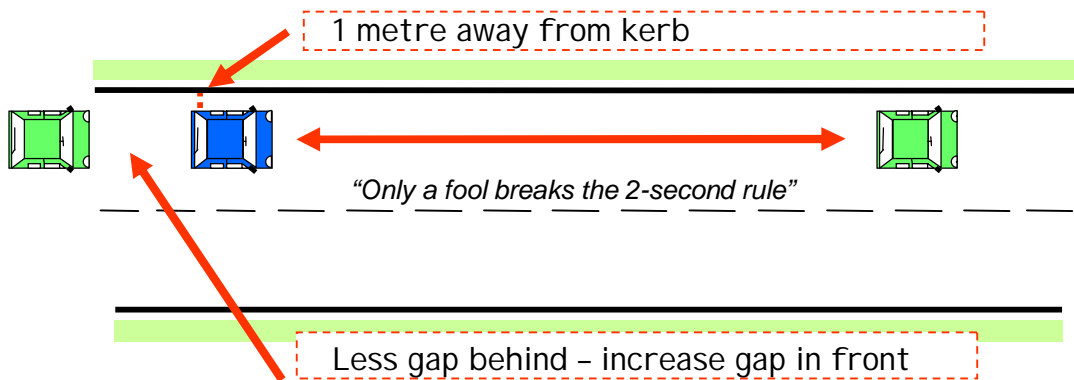 1 metre away from kerb
“Only a fool breaks the 2-second rule”
Less gap behind – increase gap in front